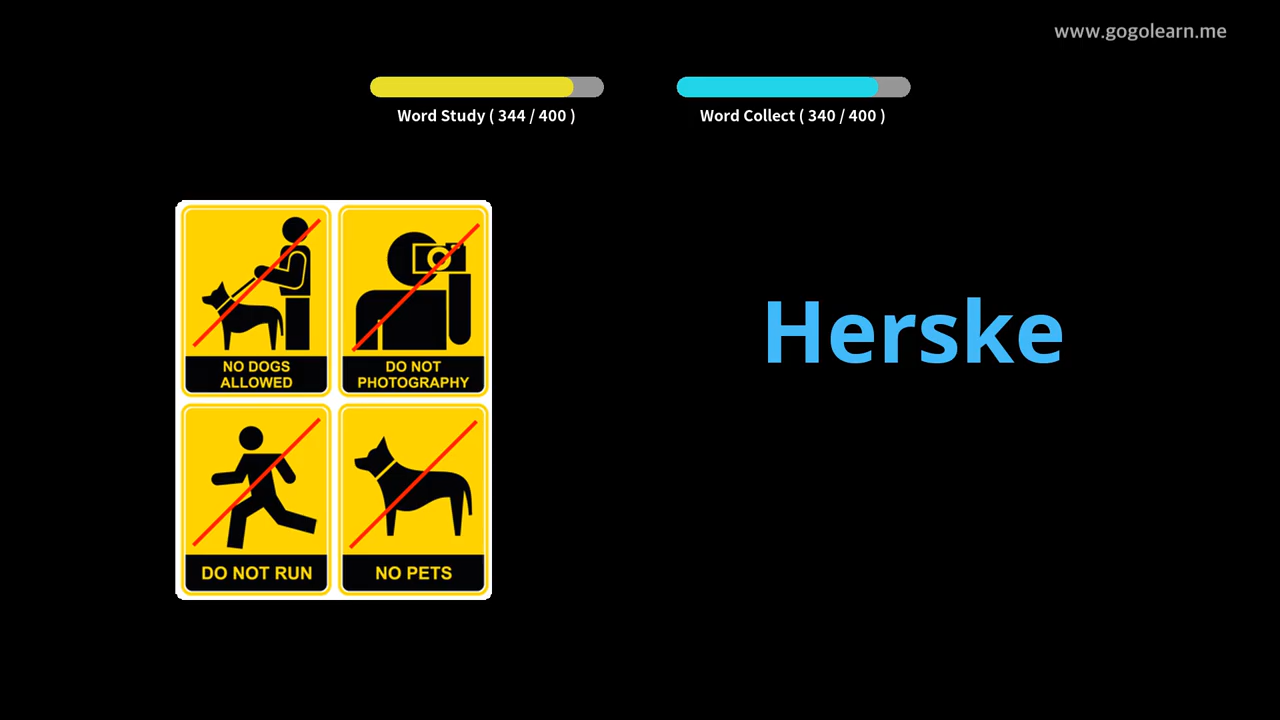 www.gogolearn.me
Word Study ( 344 / 400 )
Word Collect ( 340 / 400 )
NO DOGS
ALLOWED
DO NOT
PHOTOGRAPHY
Herske
DO NOT RUN
NO PETS